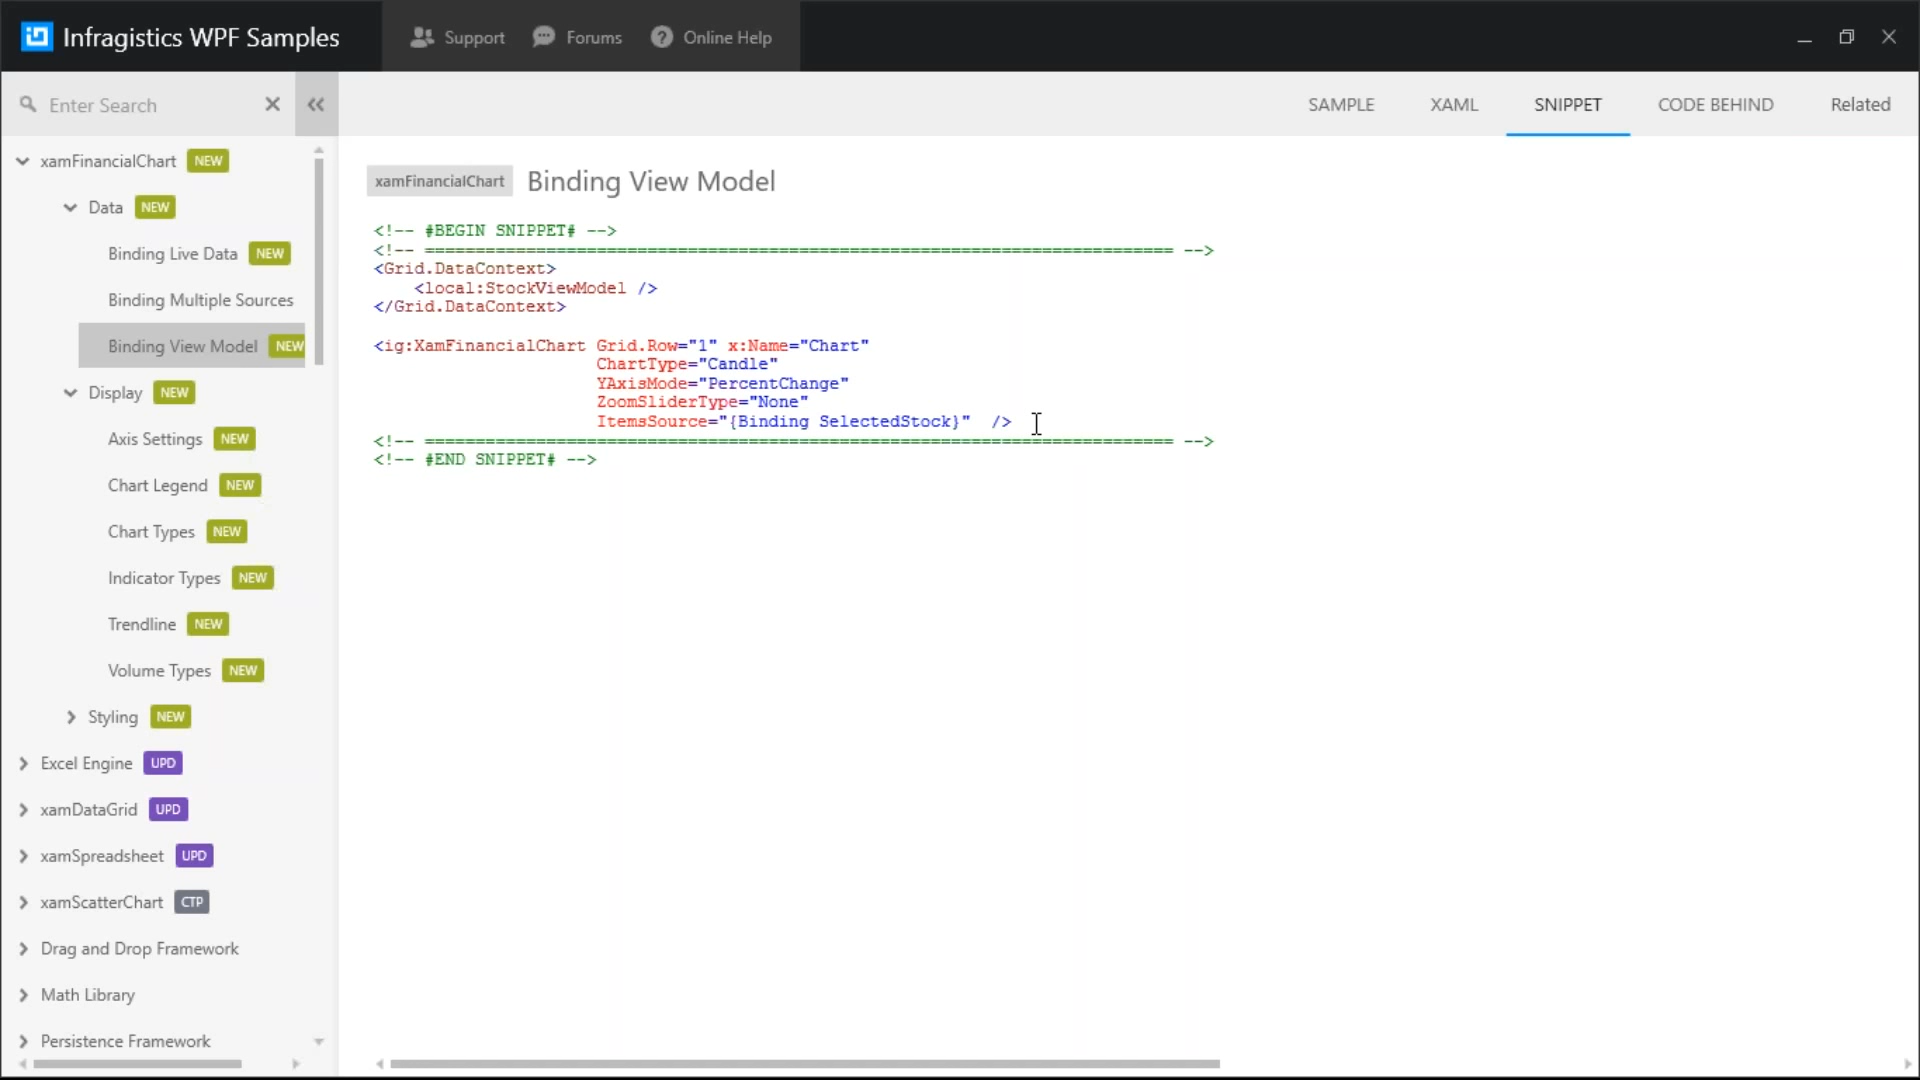 Infragistics WPF Samples
Support
Forums
Online Help
Enter Search
SAMPLE
XAML
SNIPPET
CODE BEHIND
Related
xamFinancialChart NEW
Data NEW
Binding Live Data NEW
Binding Multiple Sources
Binding View Model NEW
Display NEW
Axis Settings NEW
Chart Legend NEW
Chart Types NEW
Indicator Types NEW
Trendline NEW
Volume Types NEW
Styling NEW
Excel Engine UPD
xamDataGrid UPD
xamSpreadsheet UPD
xamScatterChart CTP
Drag and Drop Framework
Math Library
Persistence Framework
xamFinancialChart Binding View Model
<!-- #BEGIN SNIPPET# -->
<!-- ========================================================================== -->
<Grid.DataContext>
    <local:StockViewModel />
</Grid.DataContext>
<ig:XamFinancialChart Grid.Row="1" x:Name="Chart"
                      ChartType="Candle"
                      YAxisMode="PercentChange"
                      ZoomSliderType="None"
                      ItemsSource="{Binding SelectedStock}"  />
<!-- ========================================================================== -->
<!-- #END SNIPPET# -->